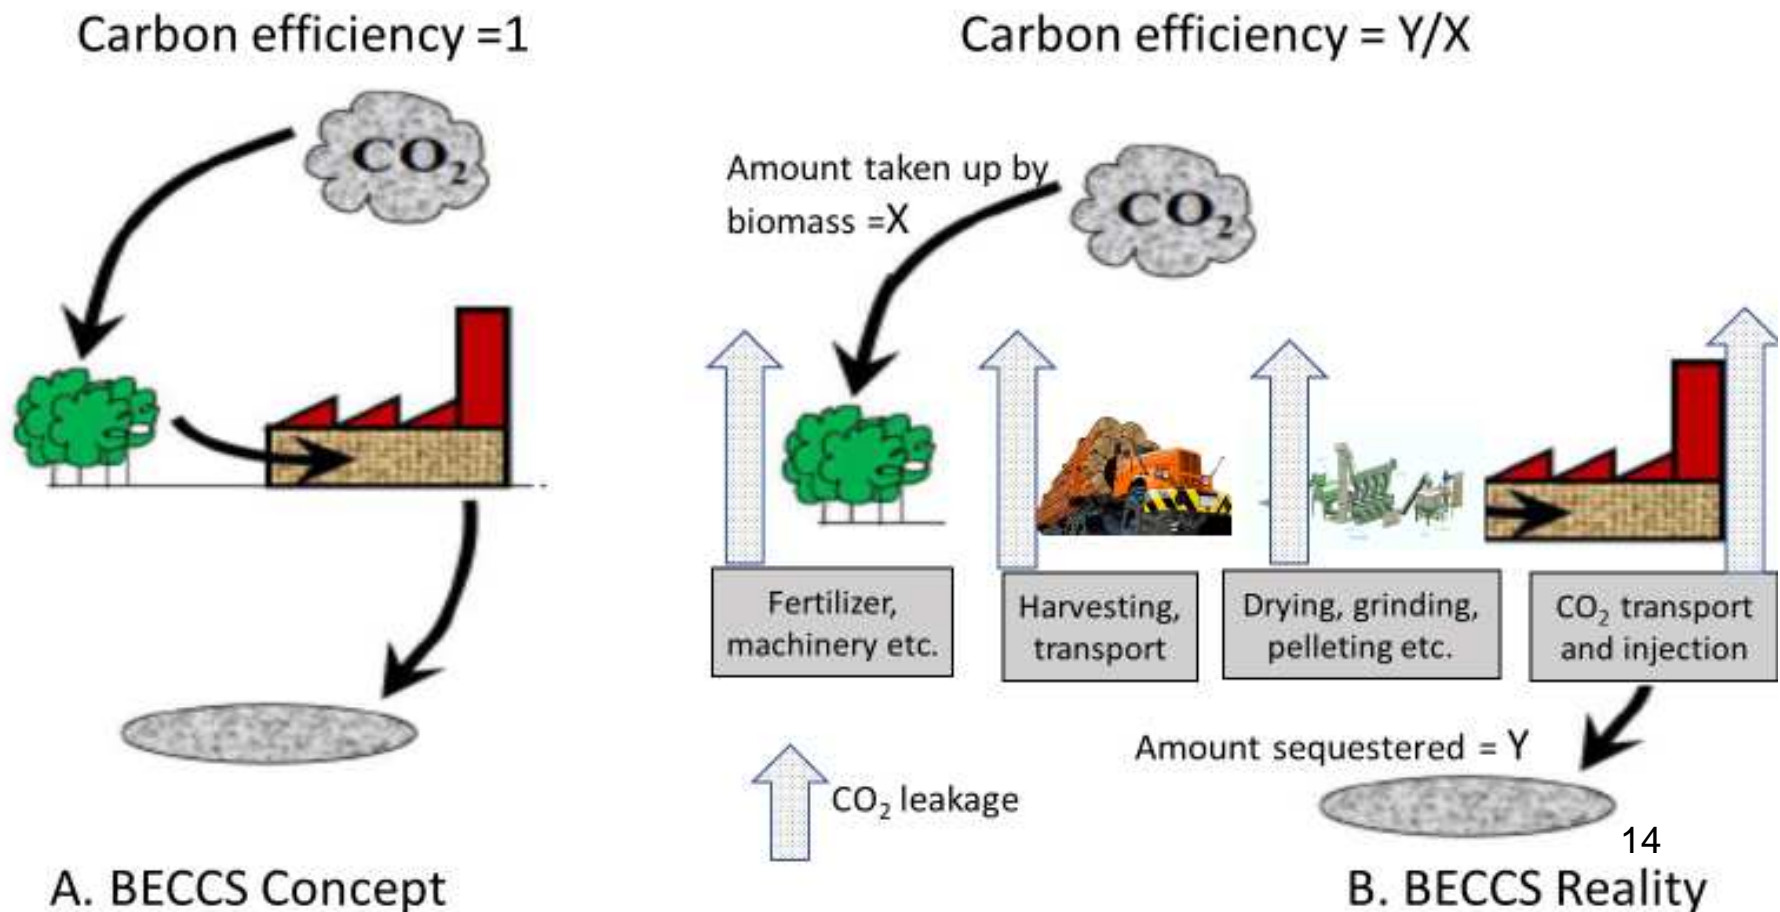 Carbon efficiency =1
CO₂
A. BECCS Concept
Carbon efficiency = Y/X
Amount taken up by
biomass =X
CO₂
Fertilizer,
machinery etc.
Harvesting,
transport
Drying, grinding,
pelleting etc.
CO₂ transport
and injection
Amount sequestered = Y
CO₂ leakage
14
B. BECCS Reality